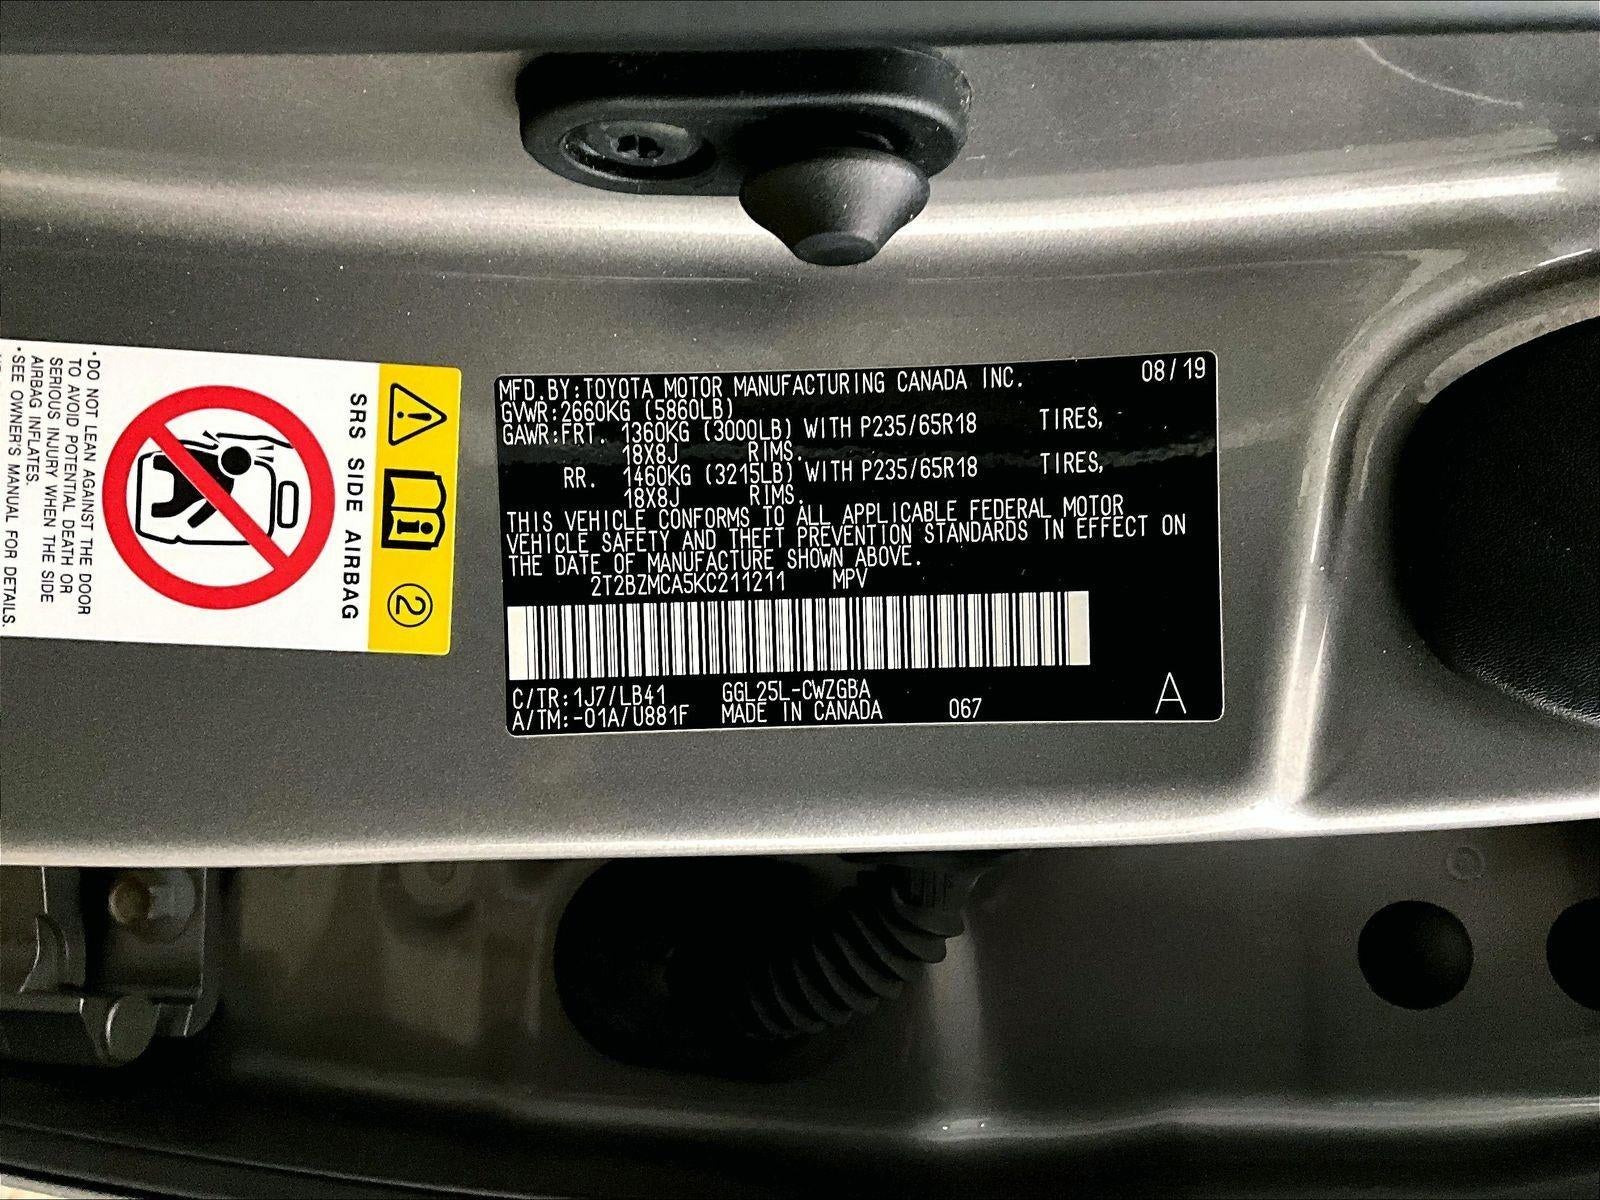 MFD.BY:TOYOTA MOTOR MANUFACTURING CANADA INC. 08/19
GVWR:2660KG (5860LB)
GAWR:FRT. 1360KG (3000LB) WITH P235/65R18 TIRES,
18X8J RIMS.
RR. 1460KG (3215LB) WITH P235/65R18 TIRES,
18X8J RIMS.
THIS VEHICLE CONFORMS TO ALL APPLICABLE FEDERAL MOTOR
VEHICLE SAFETY AND THEFT PREVENTION STANDARDS IN EFFECT ON
THE DATE OF MANUFACTURE SHOWN ABOVE.
2T2BZMCA5KC211211 MPV
C/TR:1J7/LB41 GGL25L-CWZGBA
A/TM:-01A/U881F MADE IN CANADA 067 A
2
SRS SIDE AIRBAG
•DO NOT LEAN AGAINST THE DOOR
TO AVOID POTENTIAL DEATH OR
SERIOUS INJURY WHEN THE SIDE
AIRBAG INFLATES.
•SEE OWNER'S MANUAL FOR DETAILS.